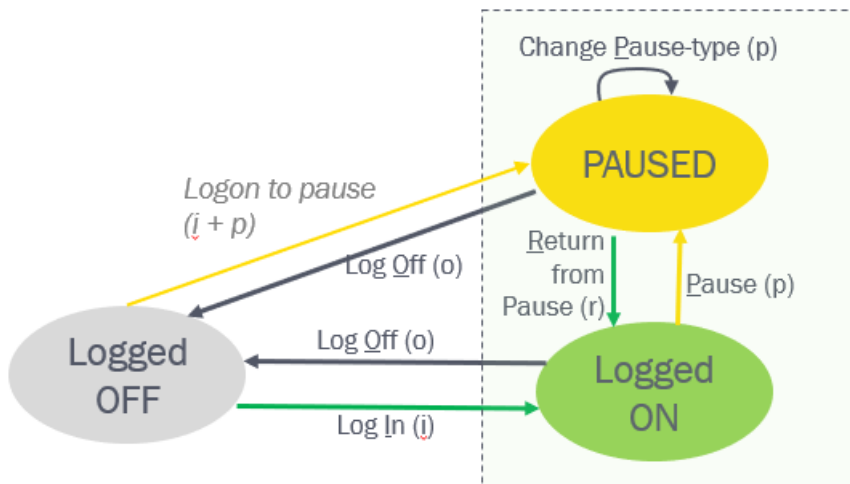 Change Pause-type (p)
PAUSED
Logon to pause
(i + p)
Log Off (o)
Return
from
Pause (r)
Pause (p)
Logged
OFF
Log Off (o)
Log In (i)
Logged
ON